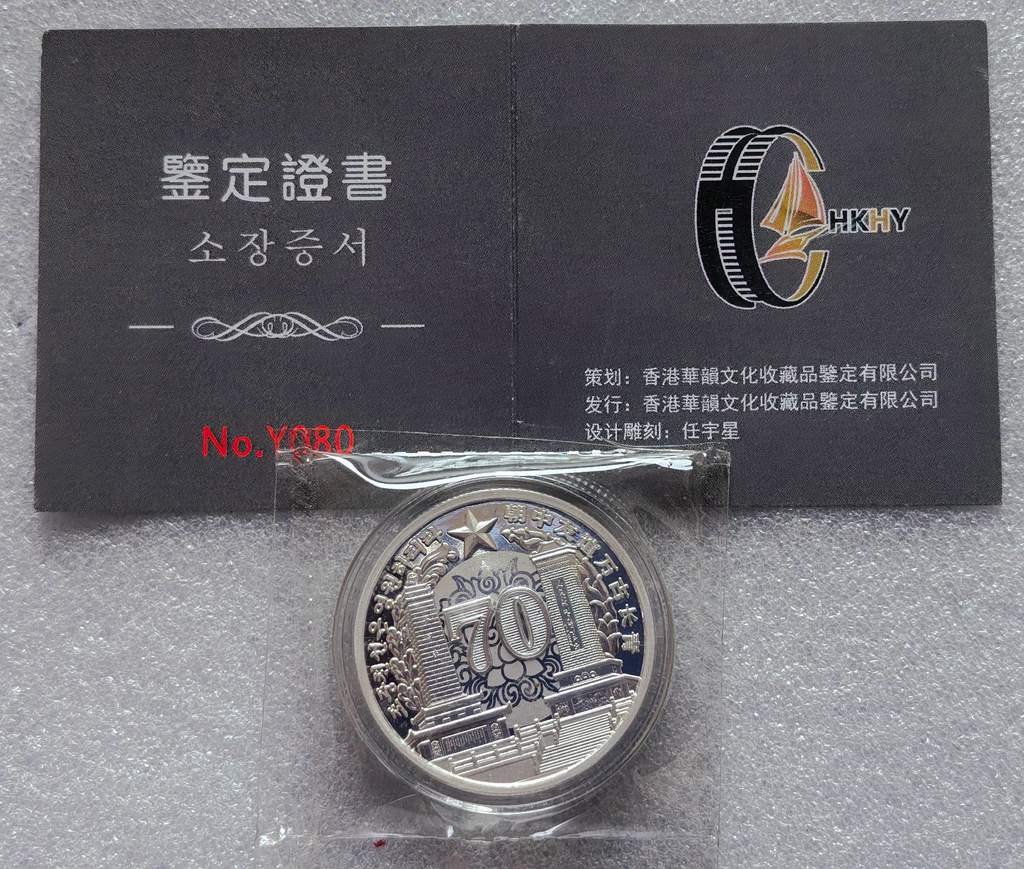 鑒定證書
소장증서
No.Y080
HKHY
策划：香港華韻文化收藏品鑒定有限公司
发行：香港華韻文化收藏品鑒定有限公司
设计雕刻：任宇星
朝中友谊万古长青
70